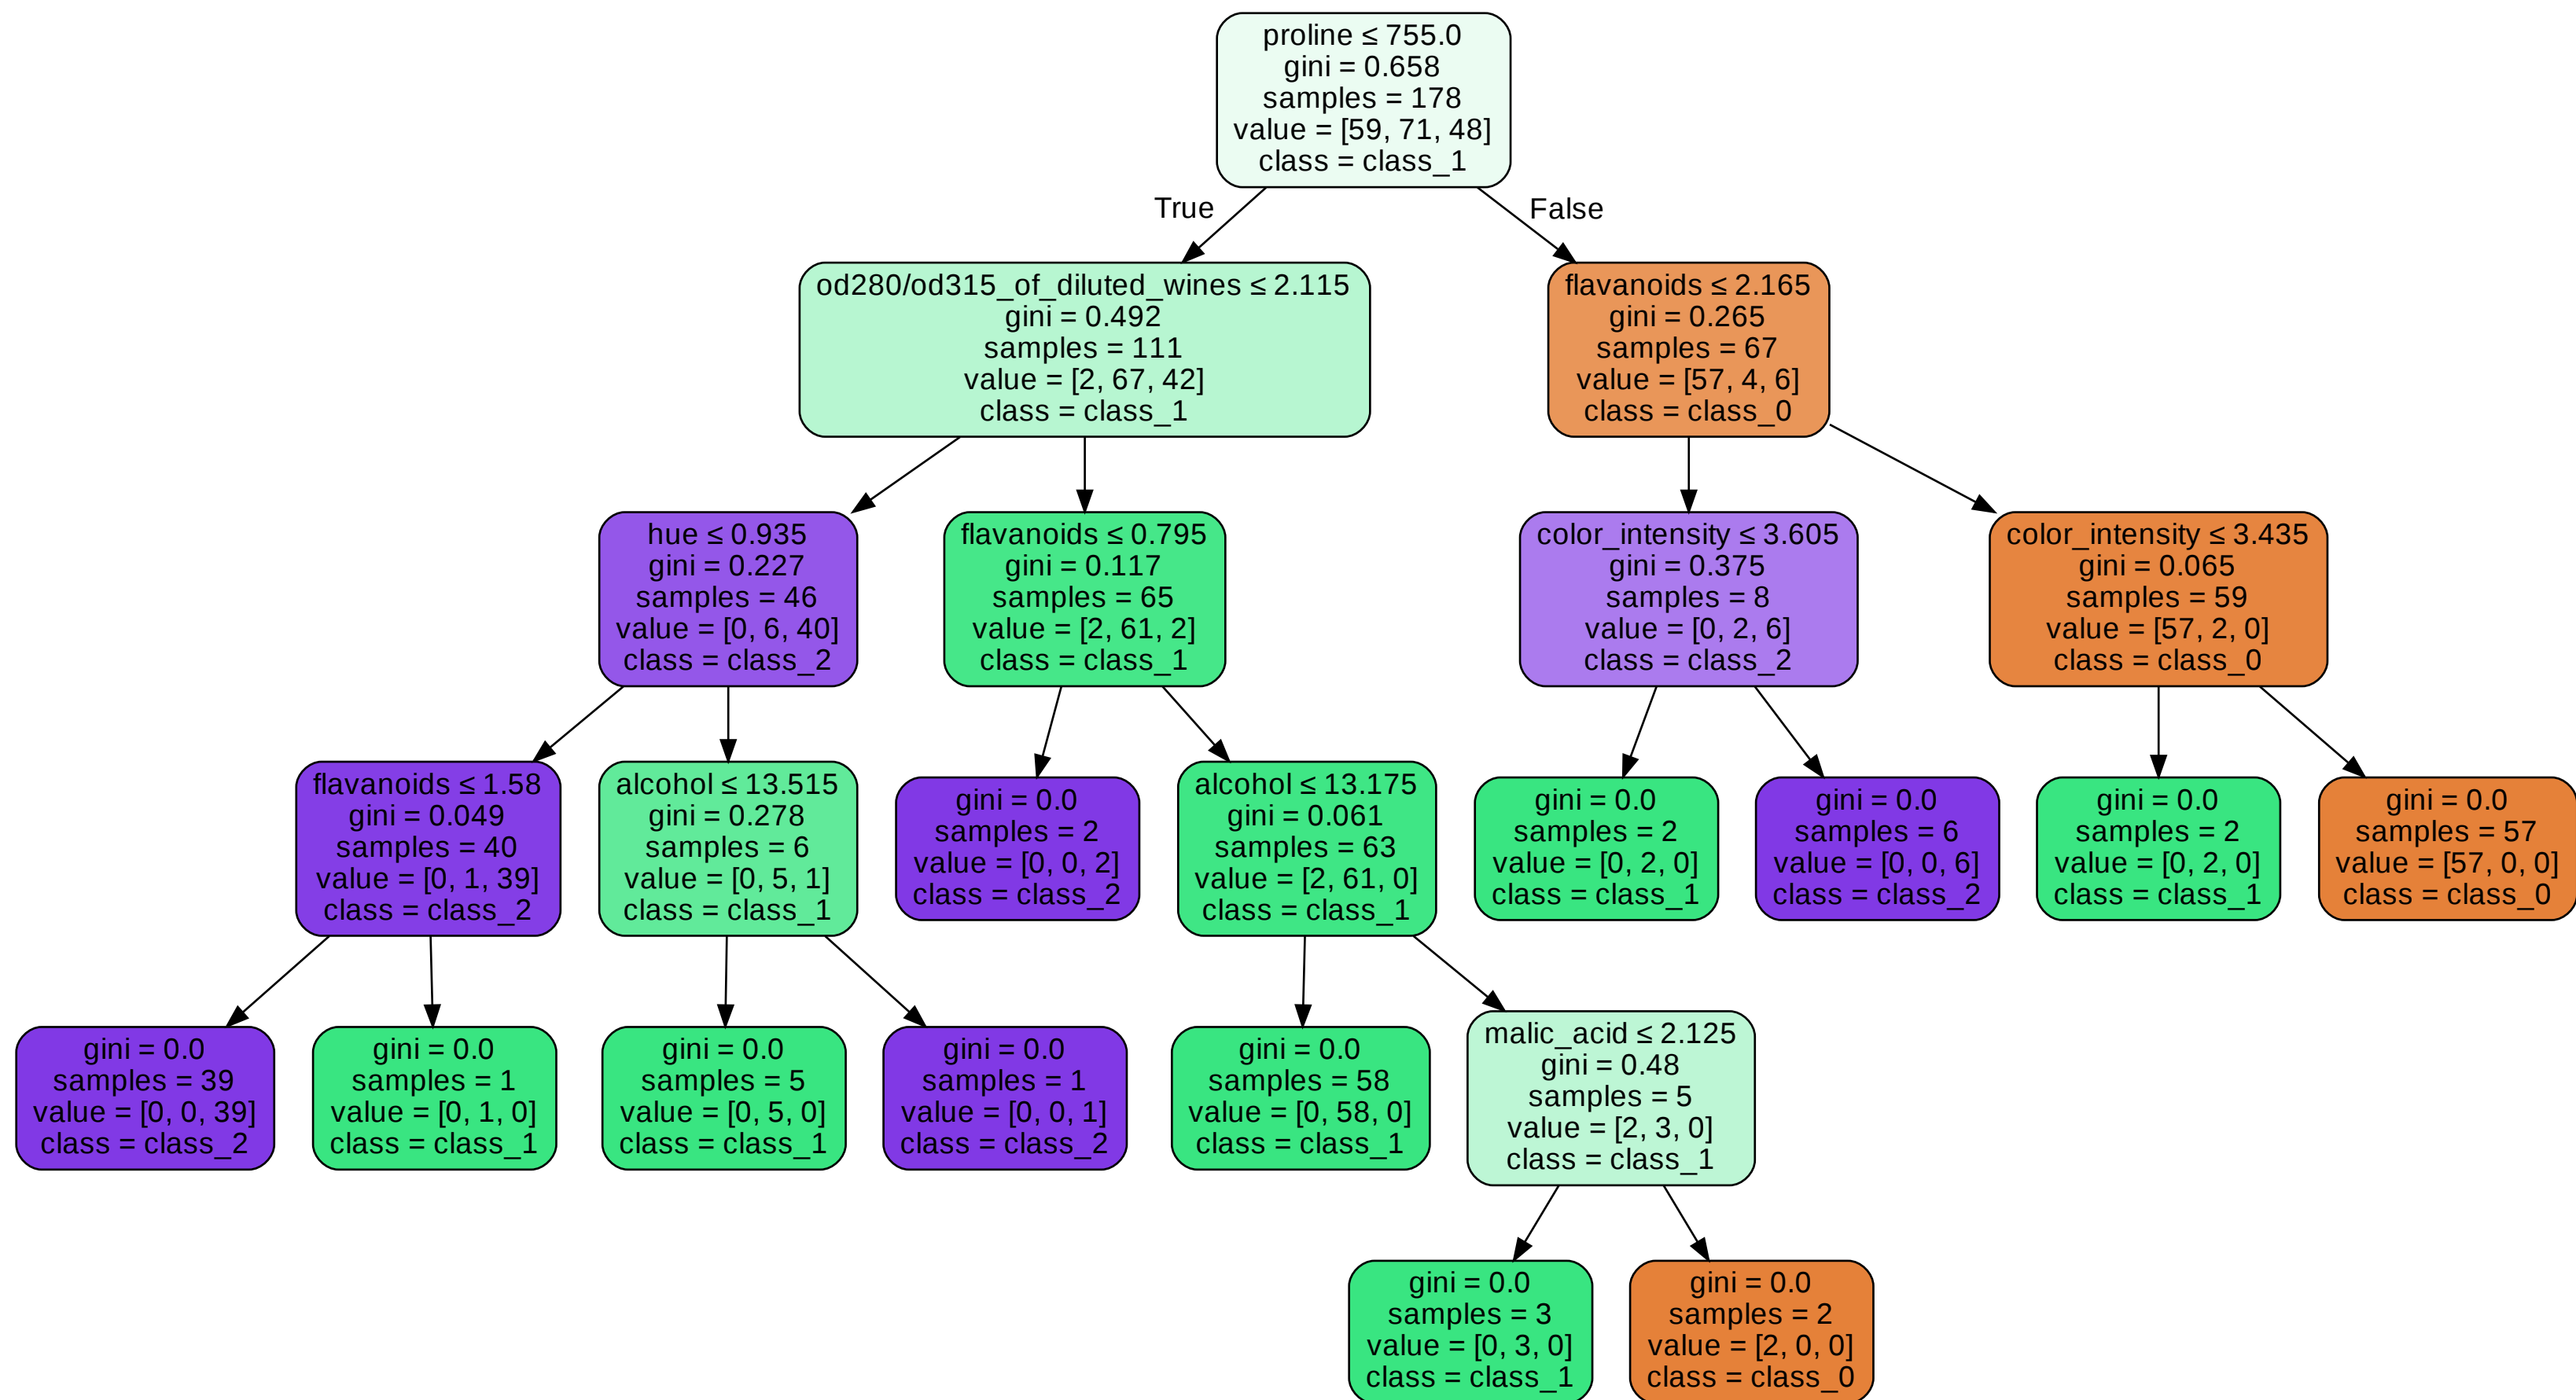 proline ≤ 755.0
gini = 0.658
samples = 178
value = [59, 71, 48]
class = class_1
True
False
od280/od315_of_diluted_wines ≤ 2.115
gini = 0.492
samples = 111
value = [2, 67, 42]
class = class_1
flavanoids ≤ 2.165
gini = 0.265
samples = 67
value = [57, 4, 6]
class = class_0
hue ≤ 0.935
gini = 0.227
samples = 46
value = [0, 6, 40]
class = class_2
flavanoids ≤ 0.795
gini = 0.117
samples = 65
value = [2, 61, 2]
class = class_1
color_intensity ≤ 3.605
gini = 0.375
samples = 8
value = [0, 2, 6]
class = class_2
color_intensity ≤ 3.435
gini = 0.065
samples = 59
value = [57, 2, 0]
class = class_0
flavanoids ≤ 1.58
gini = 0.049
samples = 40
value = [0, 1, 39]
class = class_2
alcohol ≤ 13.515
gini = 0.278
samples = 6
value = [0, 5, 1]
class = class_1
gini = 0.0
samples = 2
value = [0, 0, 2]
class = class_2
alcohol ≤ 13.175
gini = 0.061
samples = 63
value = [2, 61, 0]
class = class_1
gini = 0.0
samples = 2
value = [0, 2, 0]
class = class_1
gini = 0.0
samples = 6
value = [0, 0, 6]
class = class_2
gini = 0.0
samples = 2
value = [0, 2, 0]
class = class_1
gini = 0.0
samples = 57
value = [57, 0, 0]
class = class_0
gini = 0.0
samples = 39
value = [0, 0, 39]
class = class_2
gini = 0.0
samples = 1
value = [0, 1, 0]
class = class_1
gini = 0.0
samples = 5
value = [0, 5, 0]
class = class_1
gini = 0.0
samples = 1
value = [0, 0, 1]
class = class_2
gini = 0.0
samples = 58
value = [0, 58, 0]
class = class_1
malic_acid ≤ 2.125
gini = 0.48
samples = 5
value = [2, 3, 0]
class = class_1
gini = 0.0
samples = 3
value = [0, 3, 0]
class = class_1
gini = 0.0
samples = 2
value = [2, 0, 0]
class = class_0